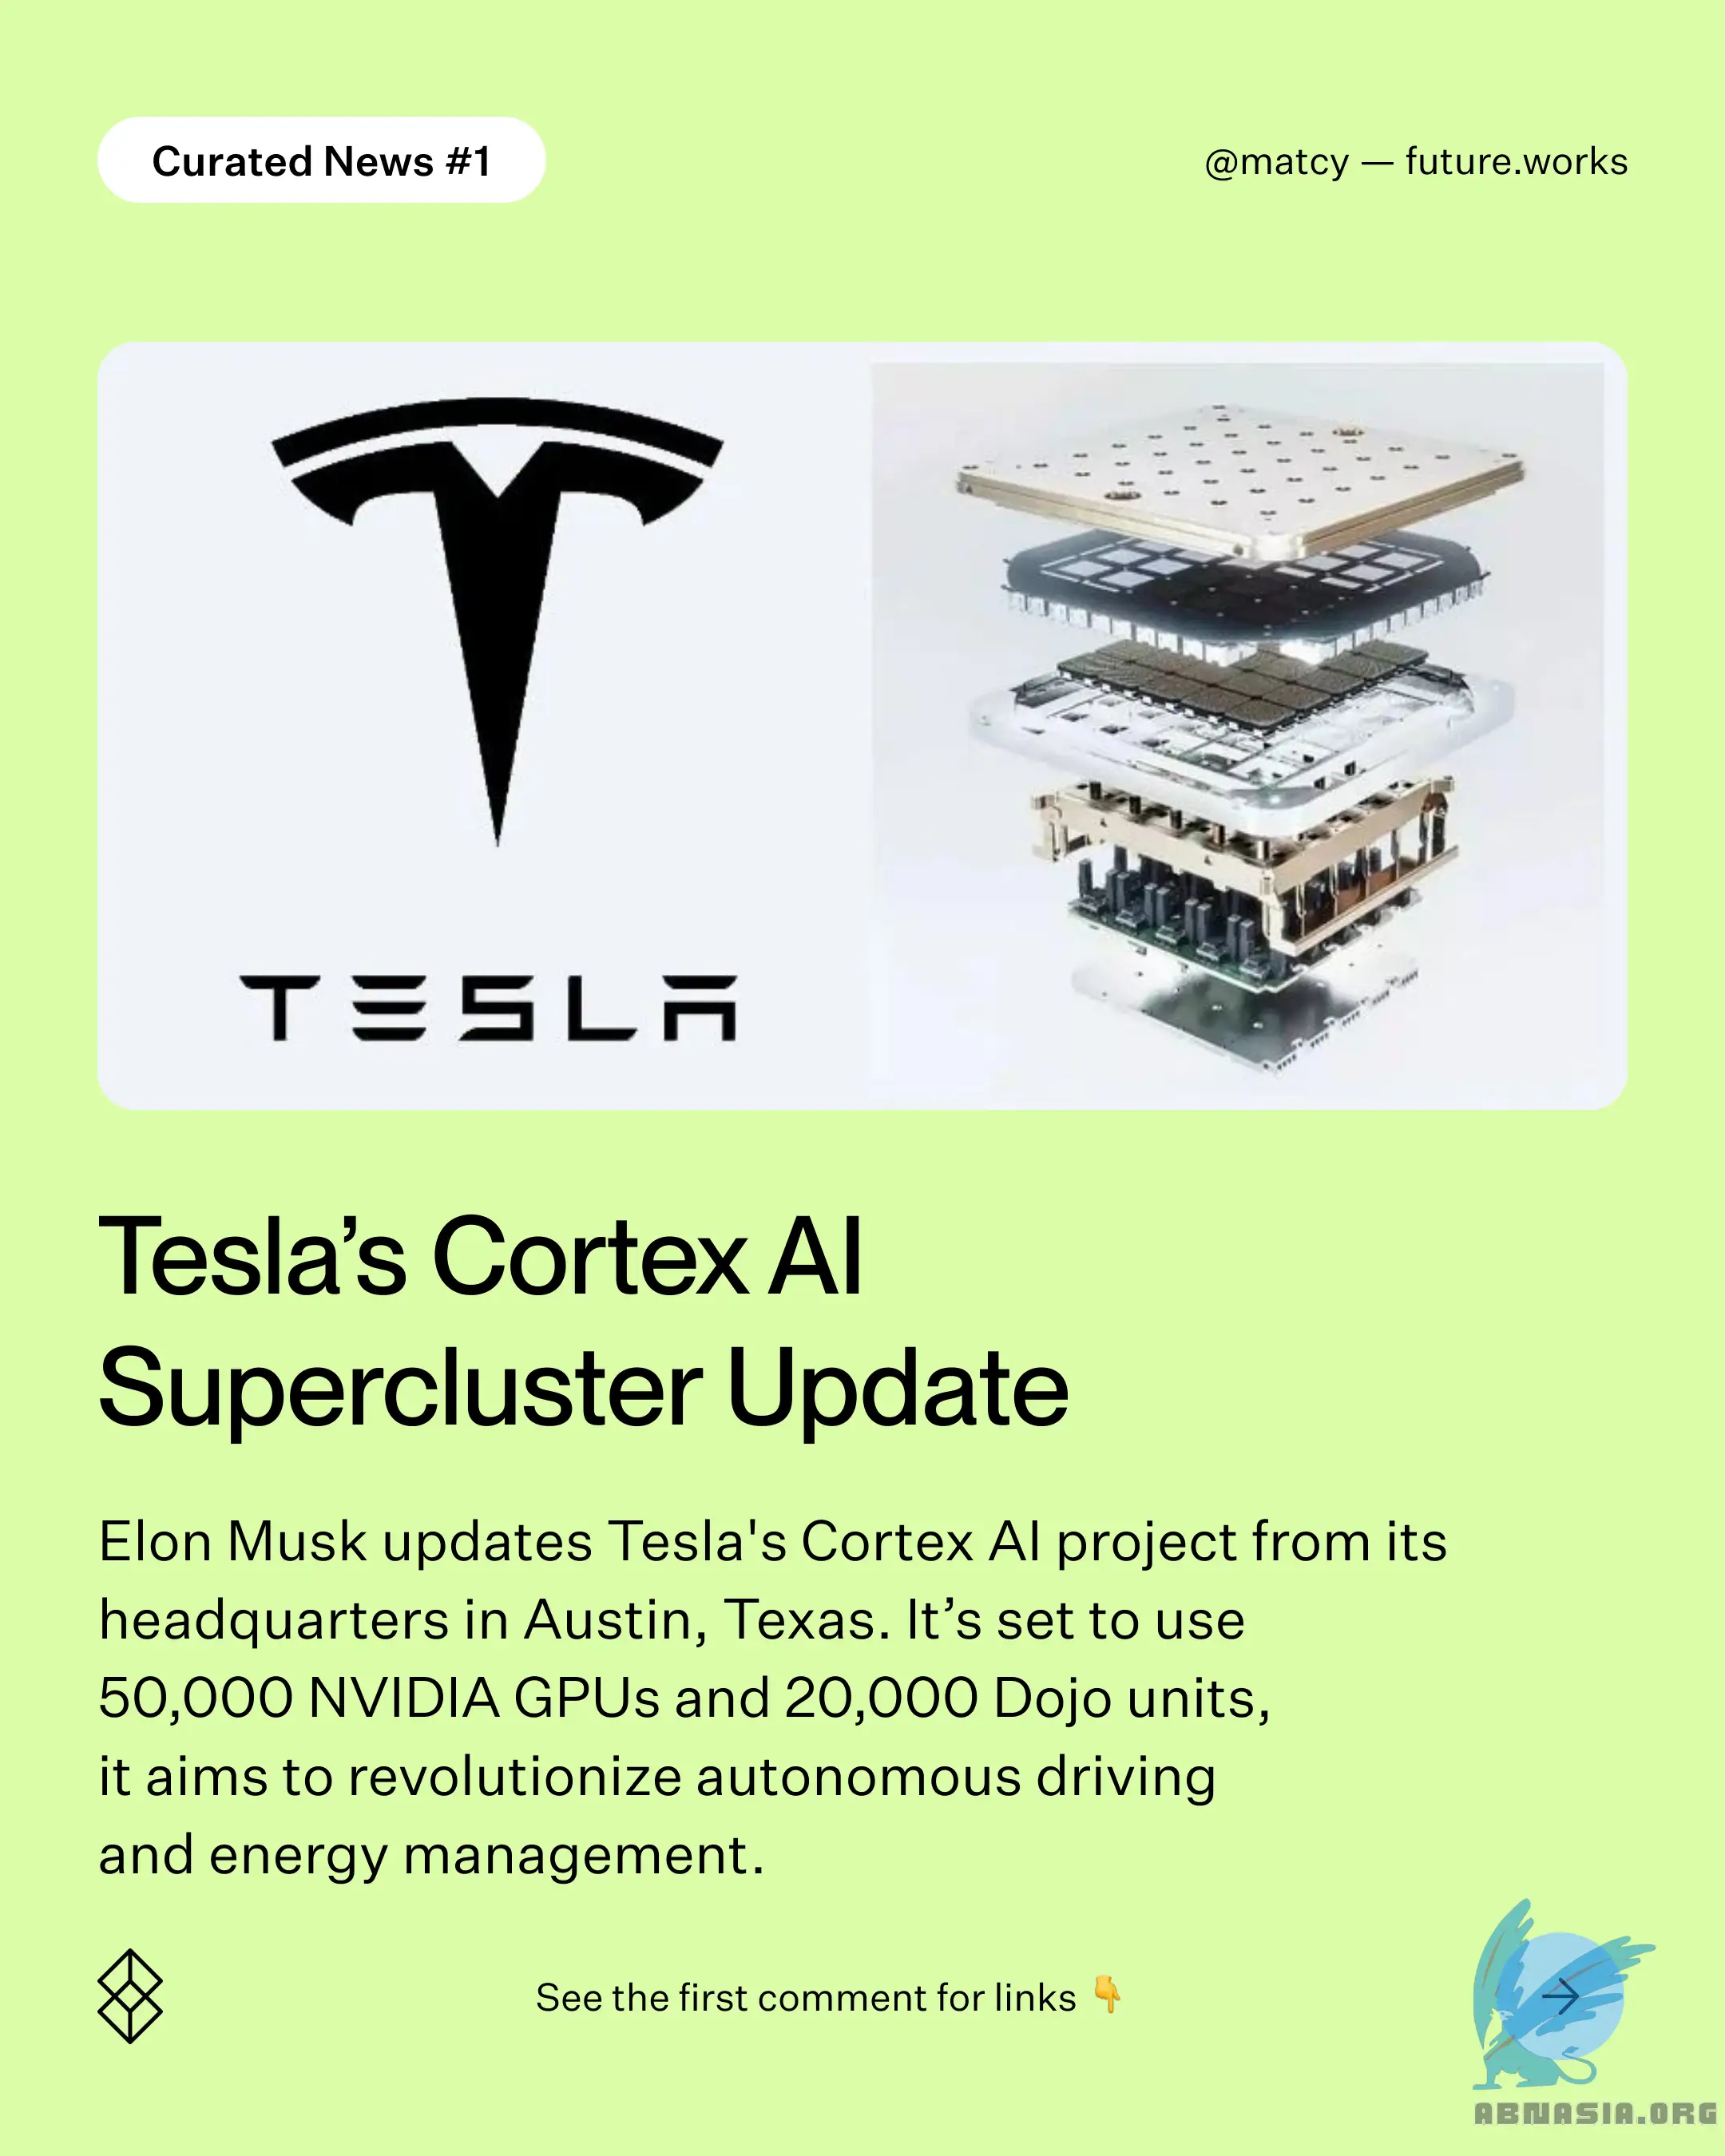 Curated News #1
@matcy — future.works
TESLA
Tesla’s Cortex AI
Supercluster Update
Elon Musk updates Tesla's Cortex AI project from its
headquarters in Austin, Texas. It’s set to use
50,000 NVIDIA GPUs and 20,000 Dojo units,
it aims to revolutionize autonomous driving
and energy management.
See the first comment for links 👇
ABNASIA.ORG